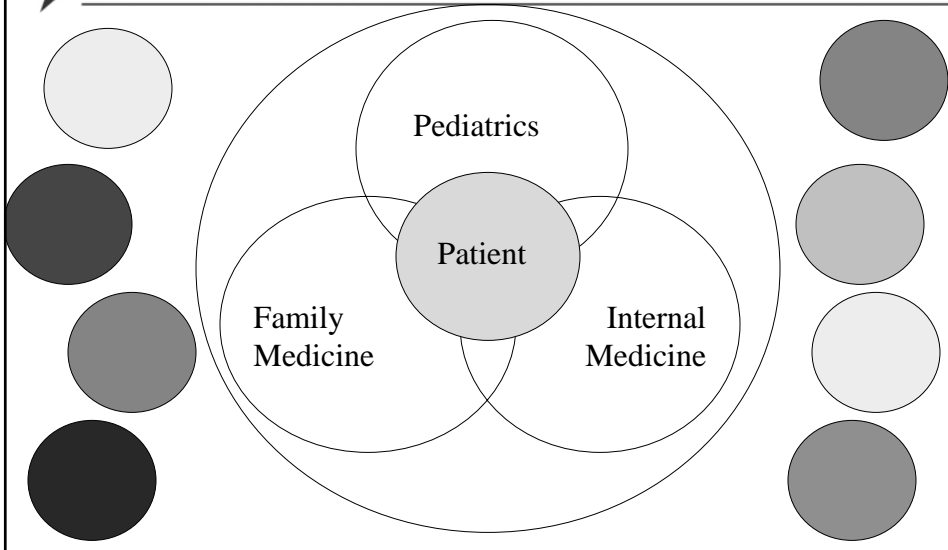 Pediatrics
Patient
Family
Medicine
Internal
Medicine